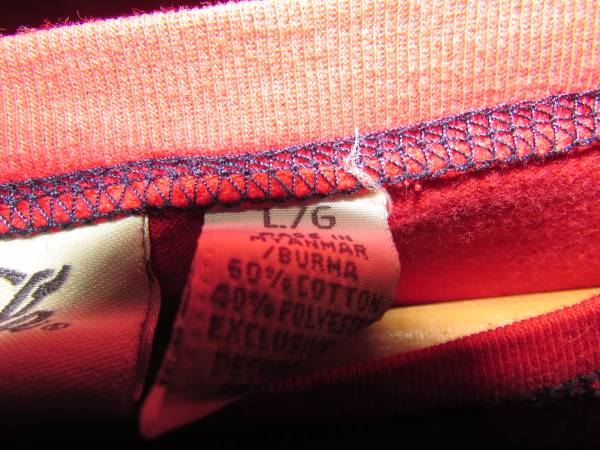 L/G
MADE IN
MYANMAR
/BURMA
60% COTTON
40% POLYESTER
EXCLUSIVE